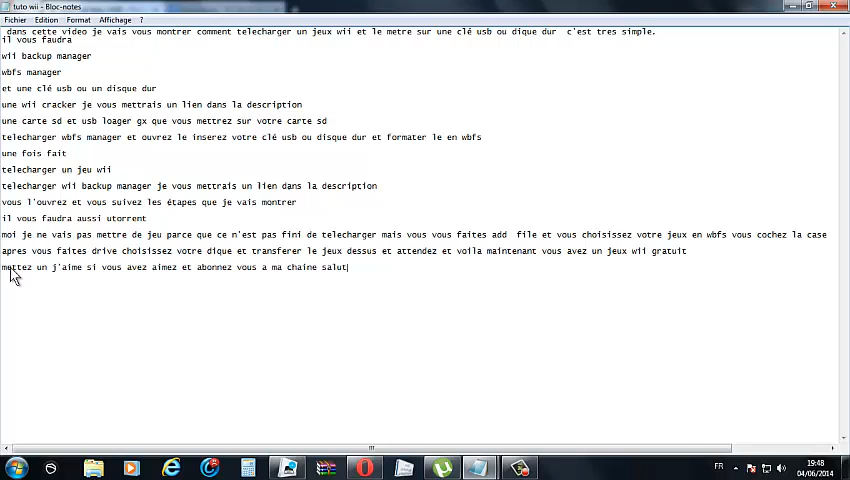 tuto wii - Bloc-notes
Fichier Edition Format Affichage ?
dans cette video je vais vous montrer comment telecharger un jeux wii et le metre sur une clé usb ou dique dur c'est tres simple.
il vous faudra
wii backup manager
wbfs manager
et une clé usb ou un disque dur
une wii cracker je vous mettrais un lien dans la description
une carte sd et usb loager gx que vous mettrez sur votre carte sd
telecharger wbfs manager et ouvrez le inserez votre clé usb ou disque dur et formater le en wbfs
une fois fait
telecharger un jeu wii
telecharger wii backup manager je vous mettrais un lien dans la description
vous l'ouvrez et vous suivez les étapes que je vais montrer
il vous faudra aussi utorrent
moi je ne vais pas mettre de jeu parce que ce n'est pas fini de telecharger mais vous vous faites add file et vous choisissez votre jeux en wbfs vous cochez la case
apres vous faites drive choisissez votre dique et transferer le jeux dessus et attendez et voila maintenant vous avez un jeux wii gratuit
mettez un j'aime si vous avez aimez et abonnez vous a ma chaine salut
FR
19:48
04/06/2014